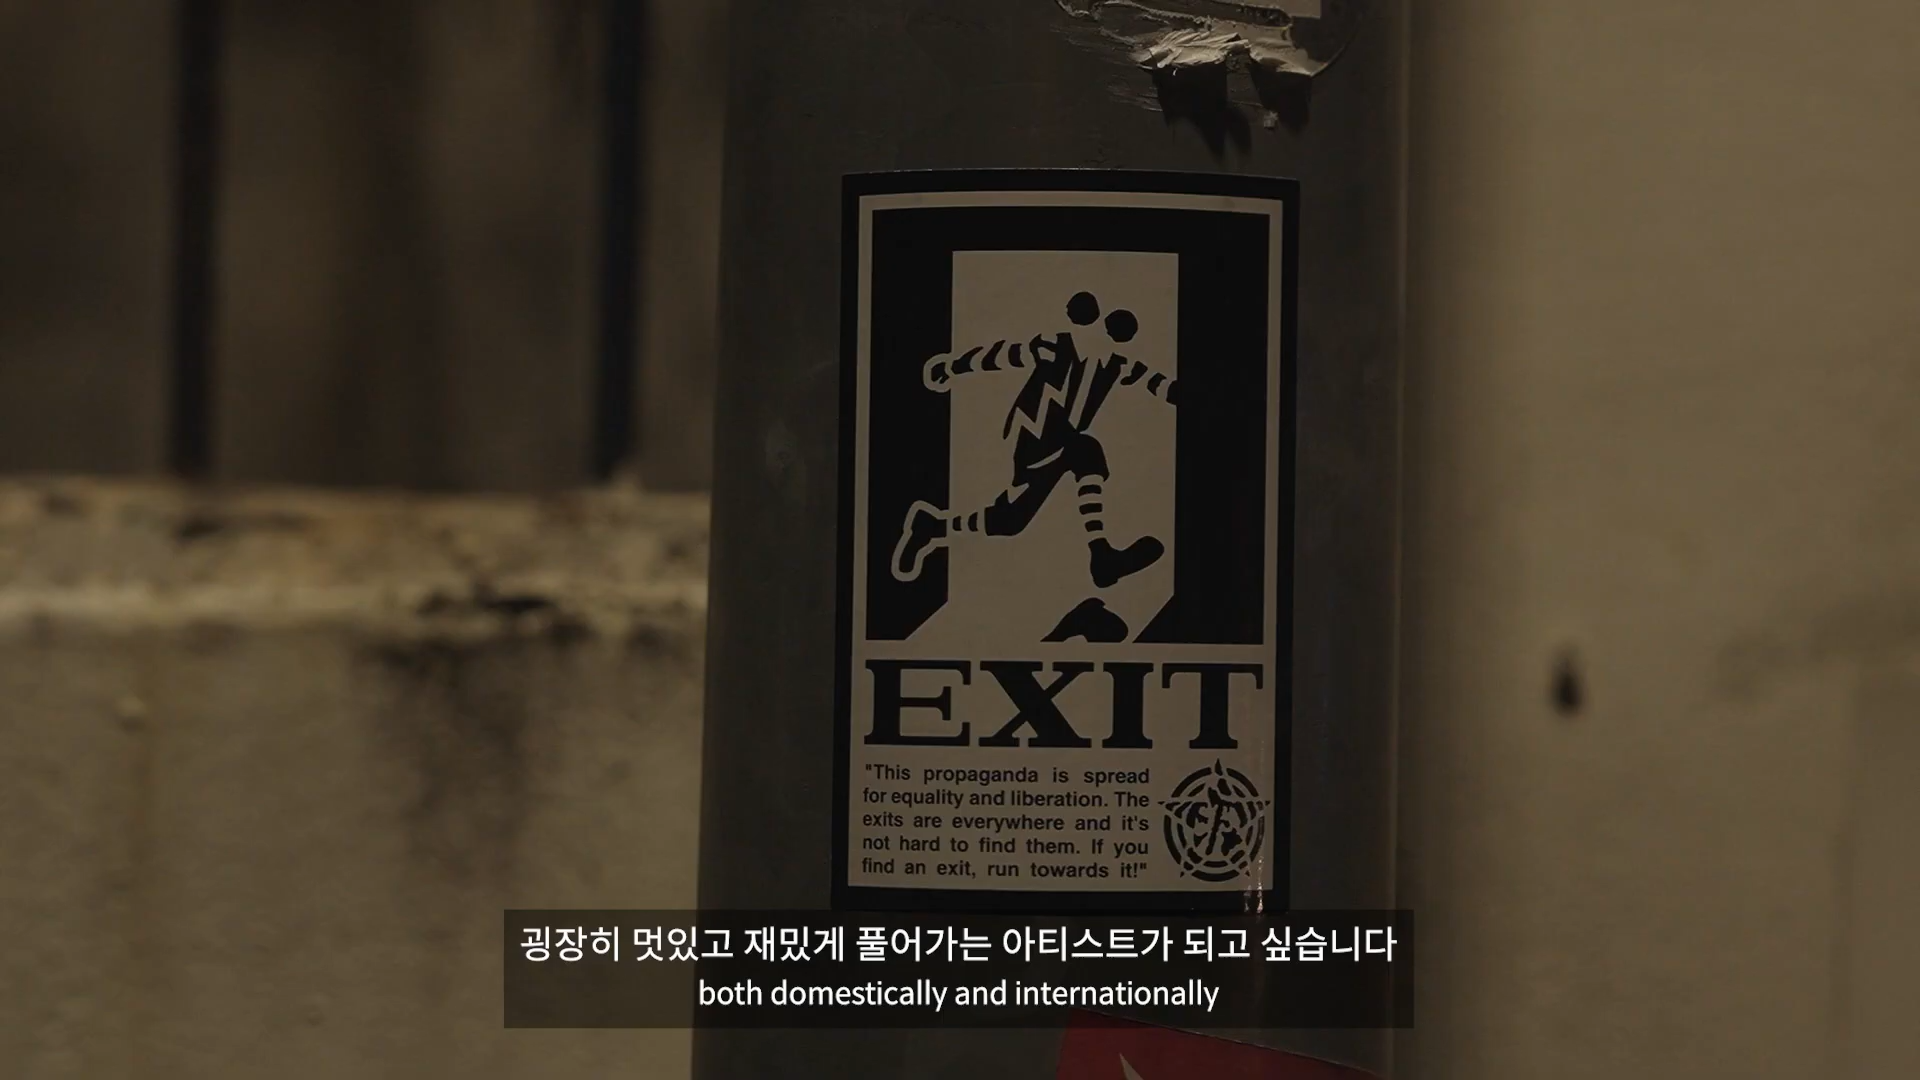 EXIT
"This propaganda is spread
for equality and liberation. The
exits are everywhere and it's
not hard to find them. If you
find an exit, run towards it!"
굉장히 멋있고 재밌게 풀어가는 아티스트가 되고 싶습니다
both domestically and internationally